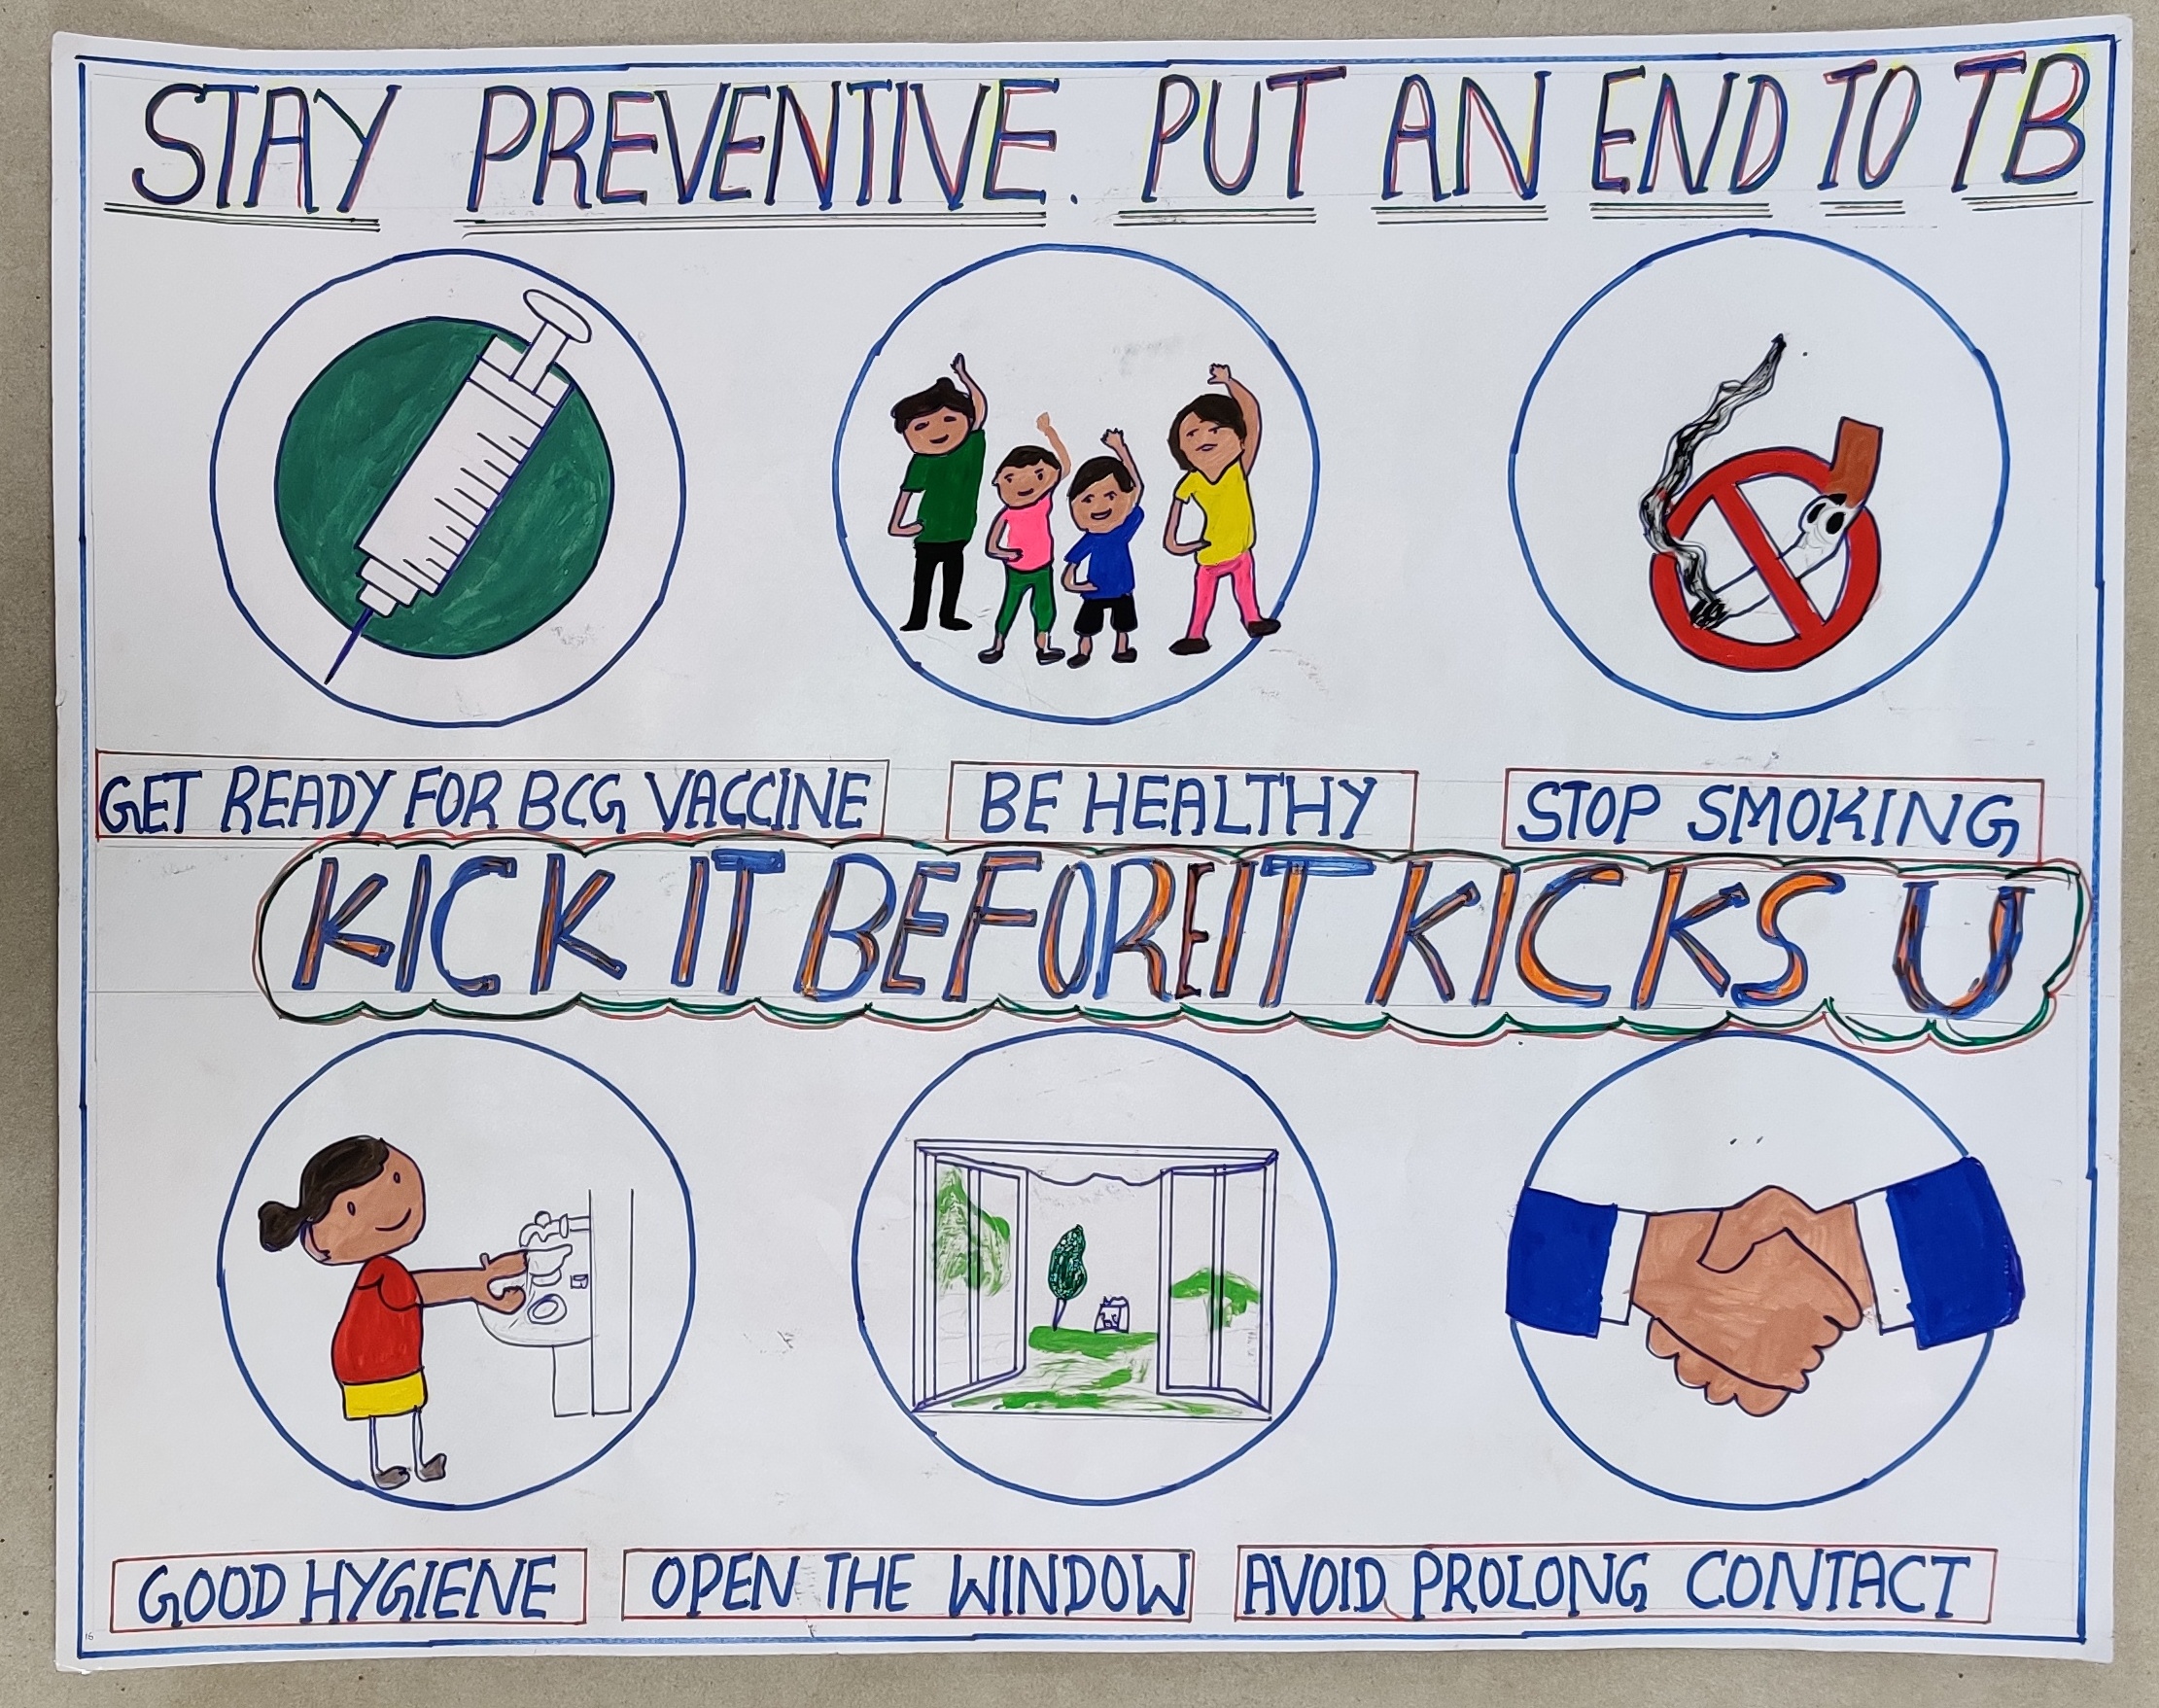 STAY PREVENTIVE. PUT AN END TO TB
GET READY FOR BCG VACCINE
BE HEALTHY
STOP SMOKING
KICK IT BEFORE IT KICKS U
GOOD HYGIENE
OPEN THE WINDOW
AVOID PROLONG CONTACT
16